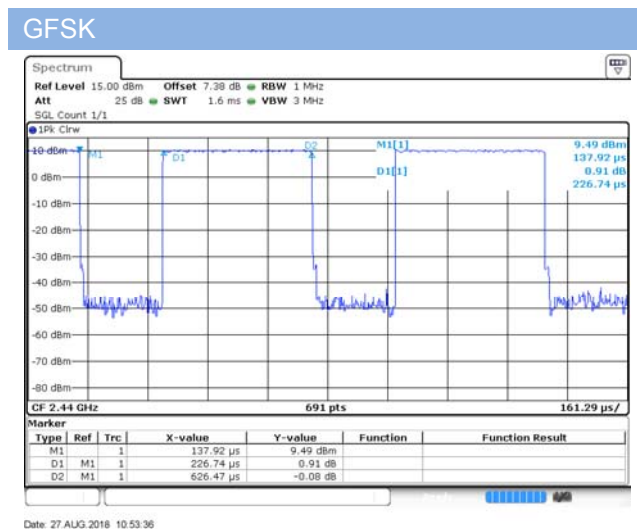 GFSK
Spectrum
Ref Level 15.00 dBm Offset 7.38 dB RBW 1 MHz
Att 25 dB SWT 1.6 ms VBW 3 MHz
SGL Count 1/1
1Pk Clrw
M1[1] 9.49 dBm
137.92 µs
D1[1] 0.91 dB
226.74 µs
10 dBm
M1
D1
D2
0 dBm
-10 dBm
-20 dBm
-30 dBm
-40 dBm
-50 dBm
-60 dBm
-70 dBm
-80 dBm
CF 2.44 GHz 691 pts 161.29 µs/
Marker
Type Ref Trc X-value Y-value Function Function Result
M1 1 137.92 µs 9.49 dBm
D1 M1 1 226.74 µs 0.91 dB
D2 M1 1 626.47 µs -0.08 dB
Date: 27.AUG.2018 10:53:36